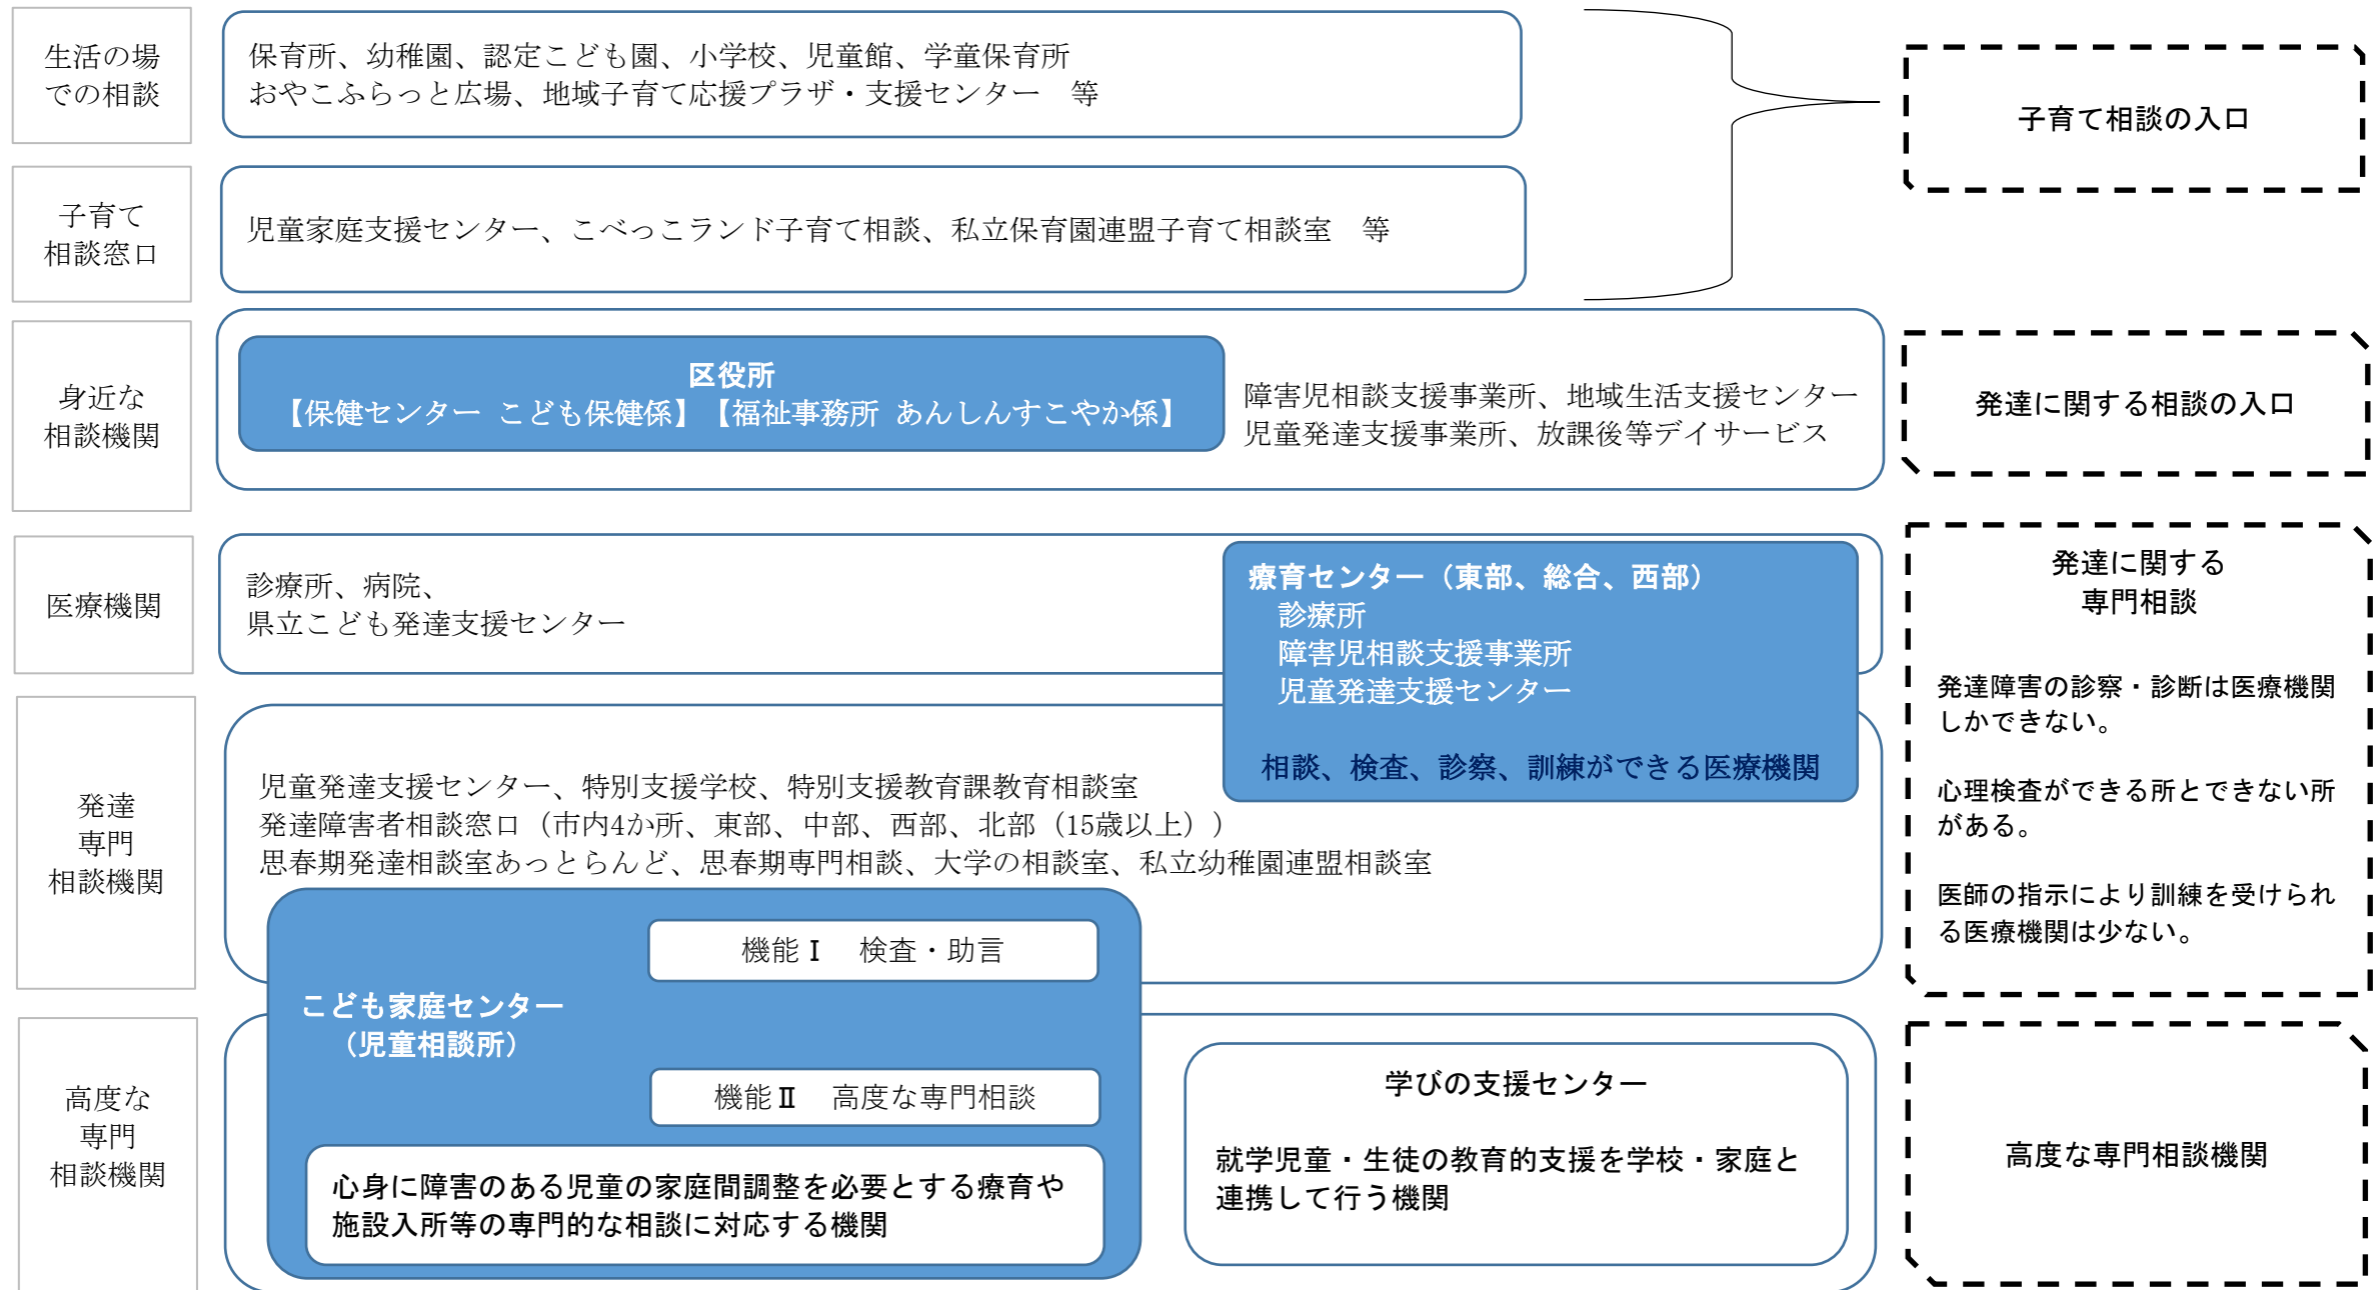 生活の場
での相談
保育所、幼稚園、認定こども園、小学校、児童館、学童保育所
おやこふらっと広場、地域子育て応援プラザ・支援センター　等
子育て相談の入口
子育て
相談窓口
児童家庭支援センター、こべっこランド子育て相談、私立保育園連盟子育て相談室　等
身近な
相談機関
区役所
【保健センター こども保健係】【福祉事務所 あんしんすこやか係】
障害児相談支援事業所、地域生活支援センター
児童発達支援事業所、放課後等デイサービス
発達に関する相談の入口
医療機関
診療所、病院、
県立こども発達支援センター
療育センター（東部、総合、西部）
診療所
障害児相談支援事業所
児童発達支援センター
相談、検査、診察、訓練ができる医療機関
発達に関する
専門相談
発達障害の診察・診断は医療機関
しかできない。
心理検査ができる所とできない所
がある。
医師の指示により訓練を受けられ
る医療機関は少ない。
発達
専門
相談機関
児童発達支援センター、特別支援学校、特別支援教育課教育相談室
発達障害者相談窓口（市内4か所、東部、中部、西部、北部（15歳以上））
思春期発達相談室あっとらんど、思春期専門相談、大学の相談室、私立幼稚園連盟相談室
機能Ⅰ　検査・助言
こども家庭センター
（児童相談所）
機能Ⅱ　高度な専門相談
心身に障害のある児童の家庭間調整を必要とする療育や
施設入所等の専門的な相談に対応する機関
高度な
専門
相談機関
学びの支援センター
就学児童・生徒の教育的支援を学校・家庭と
連携して行う機関
高度な専門相談機関